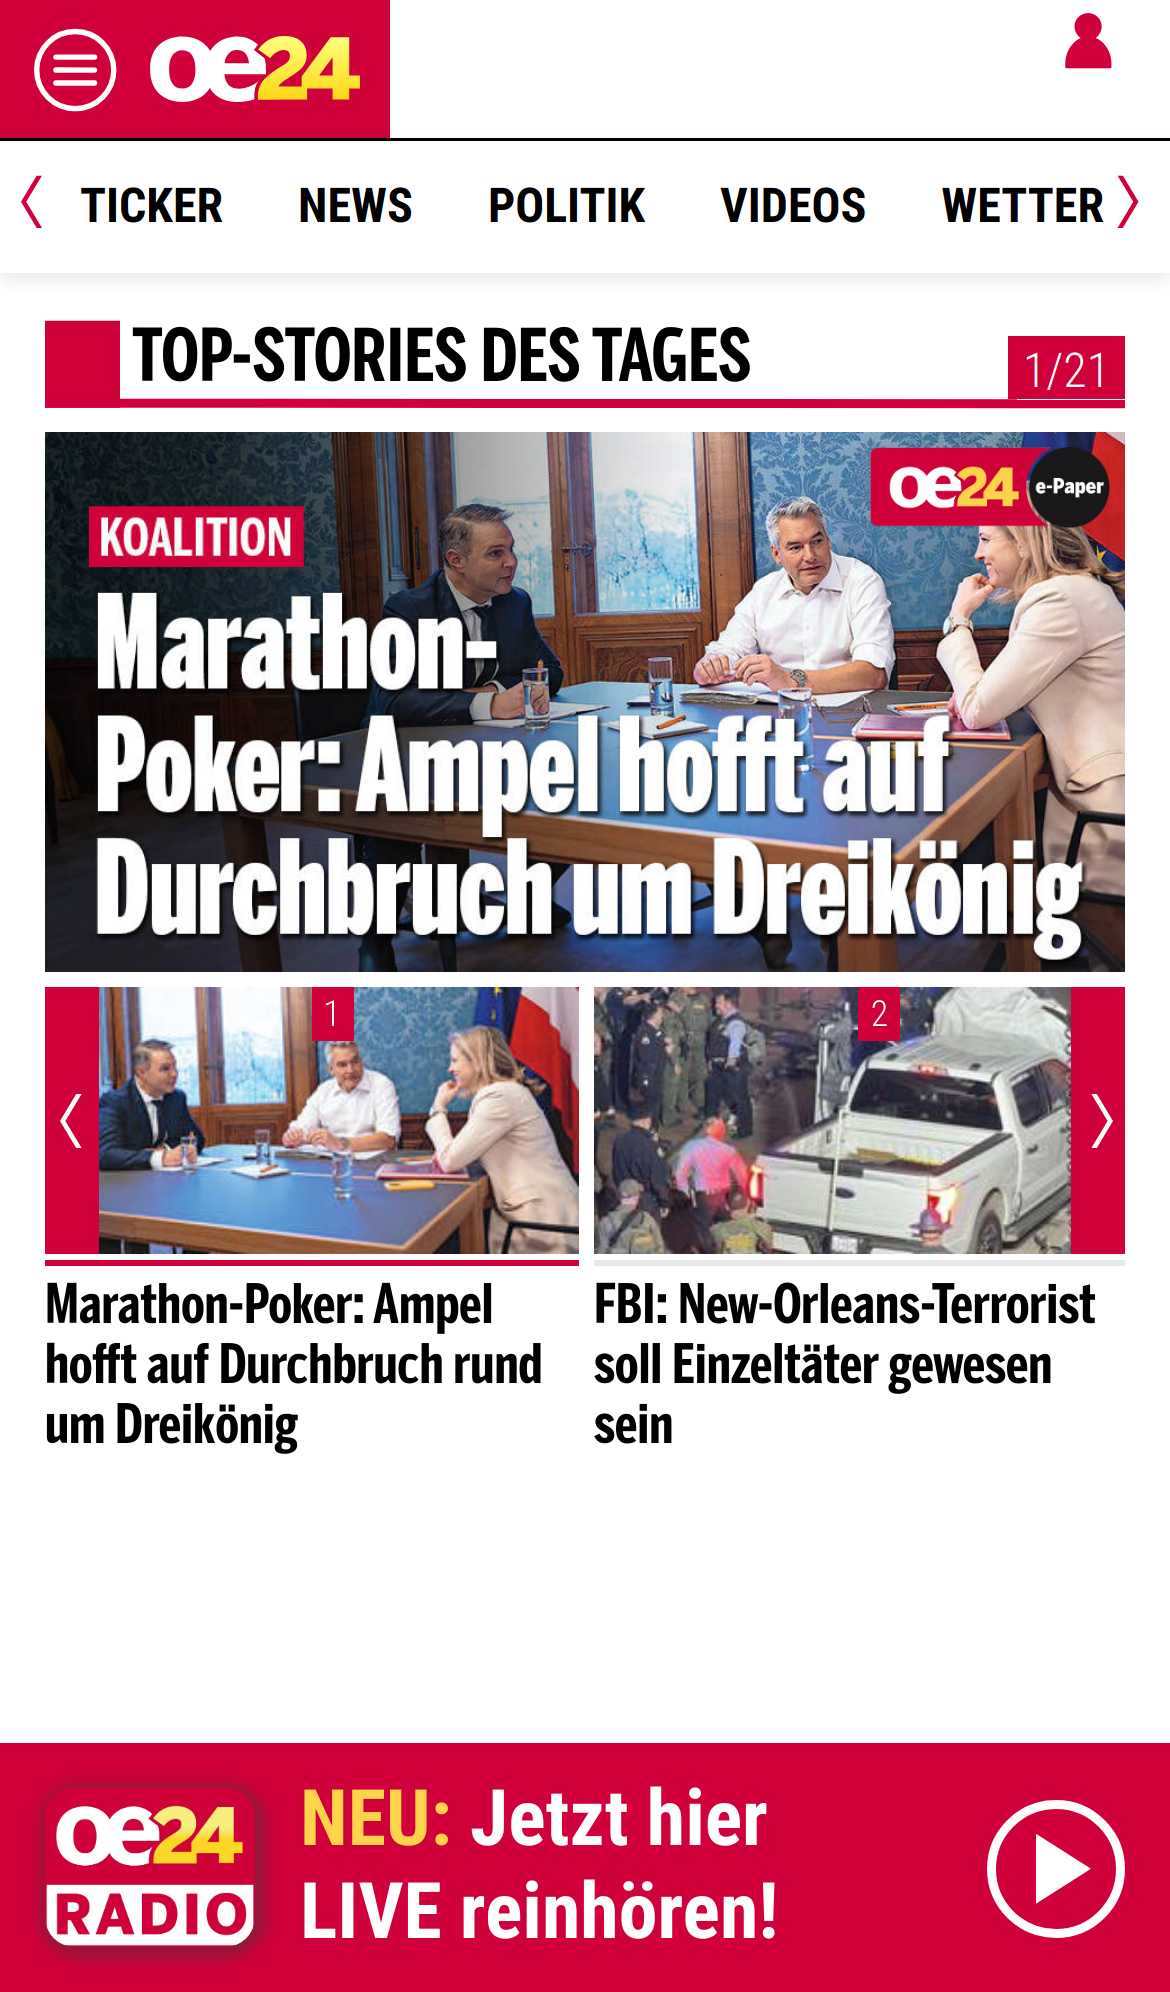 oe24
TICKER NEWS POLITIK VIDEOS WETTER
TOP-STORIES DES TAGES
1/21
oe24 e-Paper
KOALITION
Marathon-
Poker: Ampel hofft auf
Durchbruch um Dreikönig
1
2
Marathon-Poker: Ampel
hofft auf Durchbruch rund
um Dreikönig
FBI: New-Orleans-Terrorist
soll Einzeltäter gewesen
sein
oe24
RADIO
NEU: Jetzt hier
LIVE reinhören!